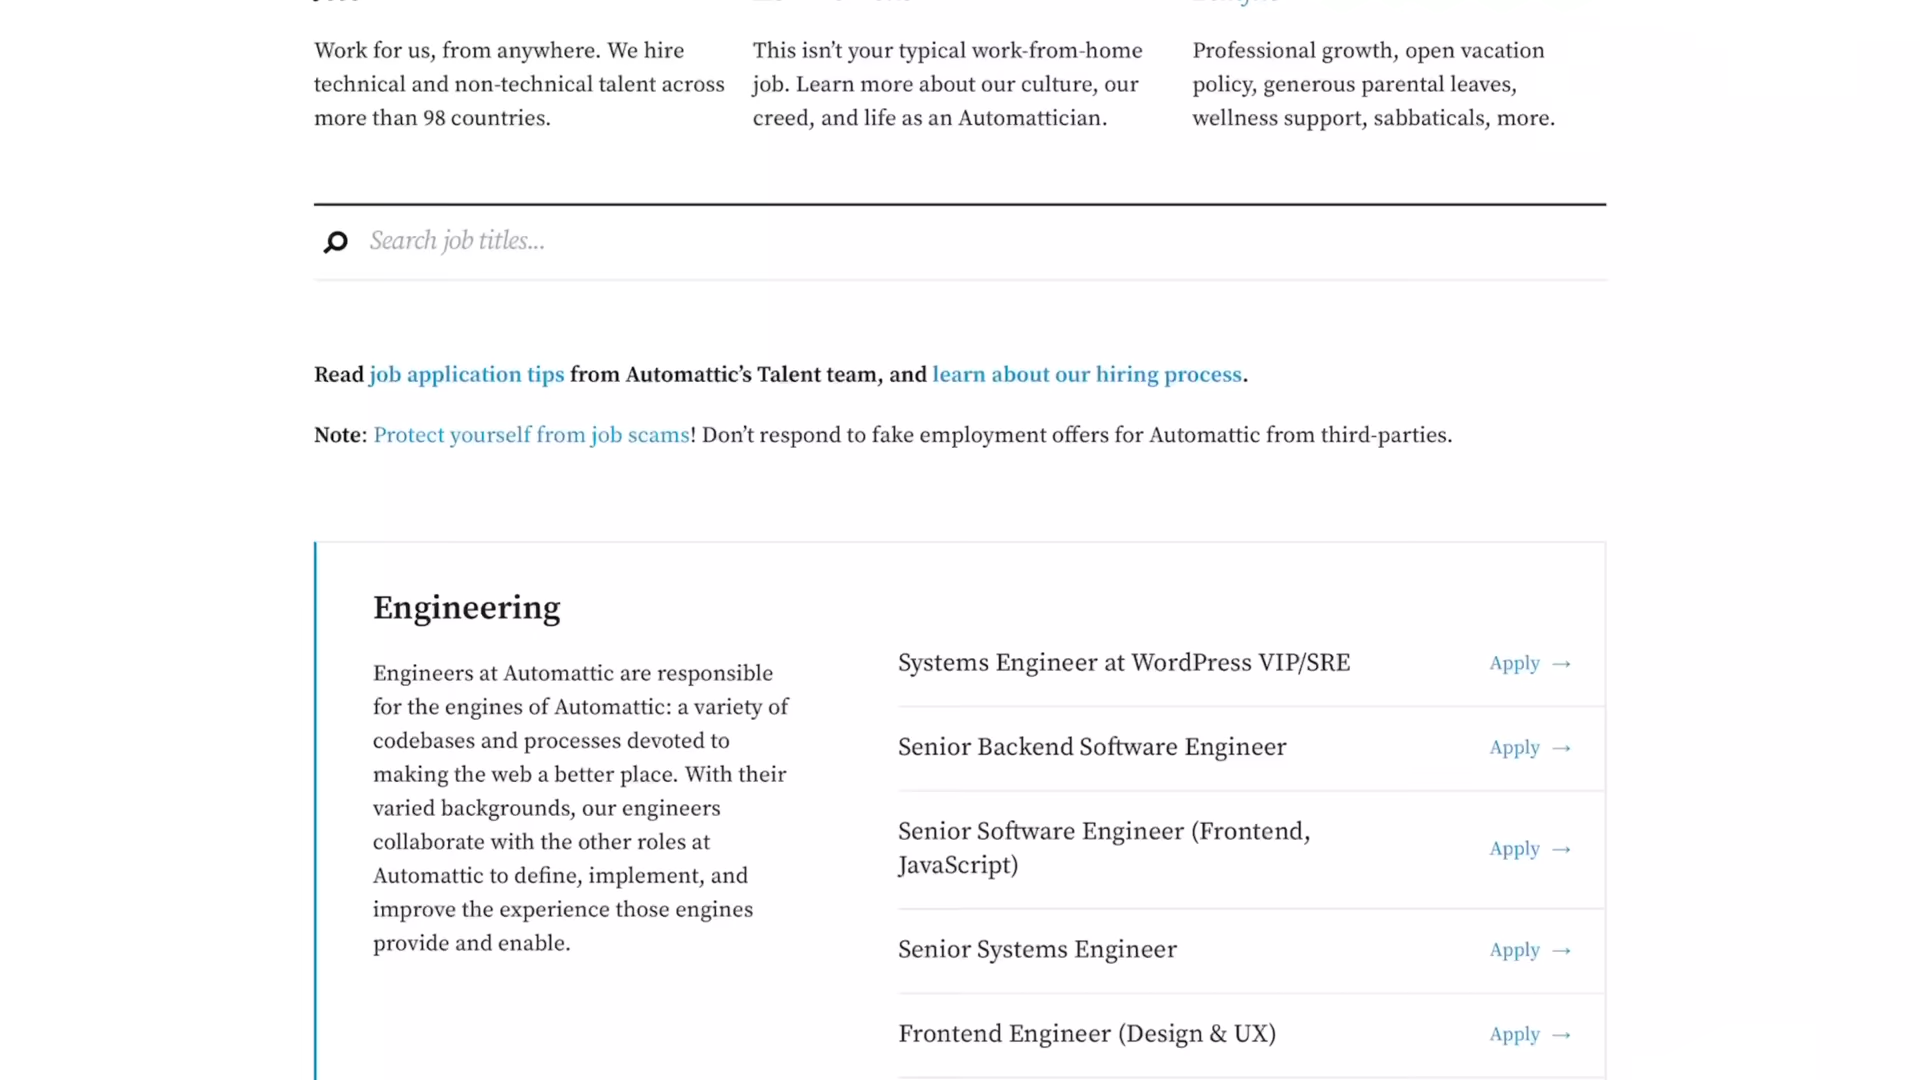 Work for us, from anywhere. We hire
technical and non-technical talent across
more than 98 countries.
This isn’t your typical work-from-home
job. Learn more about our culture, our
creed, and life as an Automattician.
Professional growth, open vacation
policy, generous parental leaves,
wellness support, sabbaticals, more.
Search job titles...
Read job application tips from Automattic’s Talent team, and learn about our hiring process.
Note: Protect yourself from job scams! Don’t respond to fake employment offers for Automattic from third-parties.
Engineering
Engineers at Automattic are responsible
for the engines of Automattic: a variety of
codebases and processes devoted to
making the web a better place. With their
varied backgrounds, our engineers
collaborate with the other roles at
Automattic to define, implement, and
improve the experience those engines
provide and enable.
Systems Engineer at WordPress VIP/SRE
Apply →
Senior Backend Software Engineer
Apply →
Senior Software Engineer (Frontend,
JavaScript)
Apply →
Senior Systems Engineer
Apply →
Frontend Engineer (Design & UX)
Apply →